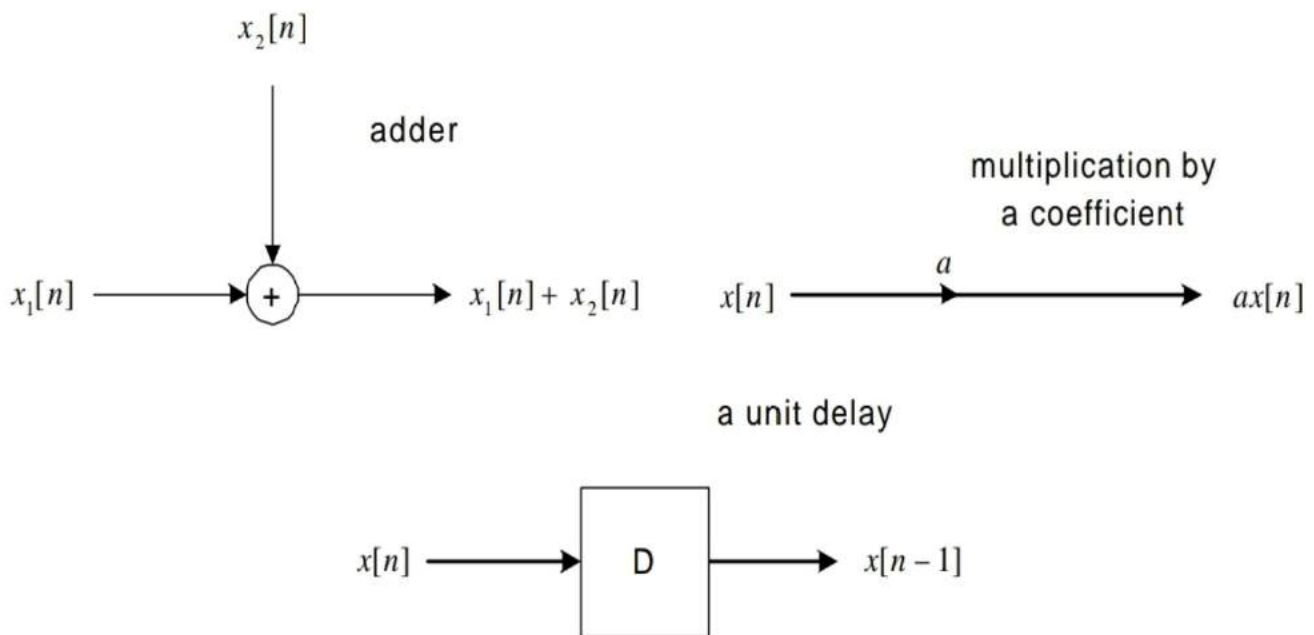 x₂[n]
adder
multiplication by
a coefficient
a
x₁[n]
+
x₁[n] + x₂[n]
x[n]
ax[n]
a unit delay
x[n]
D
x[n – 1]